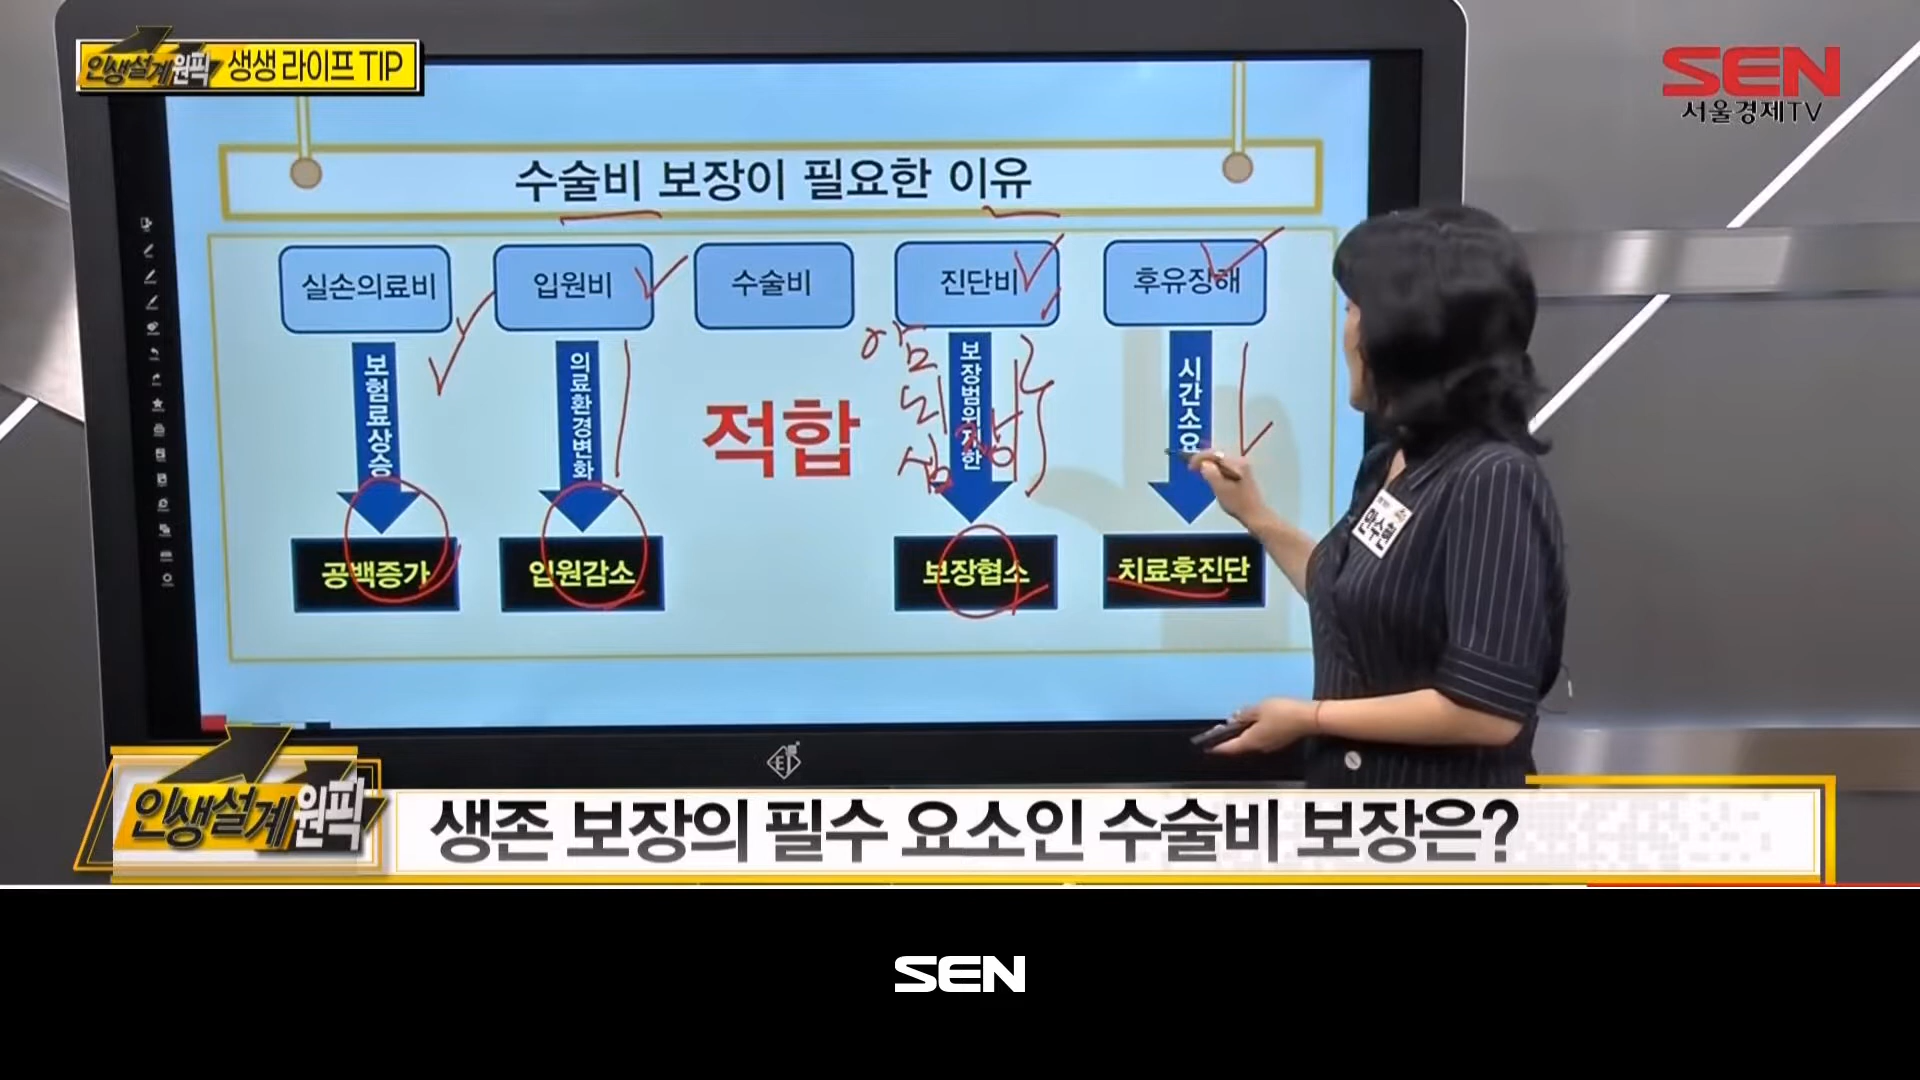 인생설계원픽 생생 라이프 TIP
SEN
서울경제TV
수술비 보장이 필요한 이유
실손의료비 입원비 수술비 진단비 후유장해
보험료상승
의료환경변화
적합
암
뇌
심장
보장범위제한
시간소요
공백증가 입원감소 보장협소 치료후진단
인생설계원픽
생존 보장의 필수 요소인 수술비 보장은?
SEN